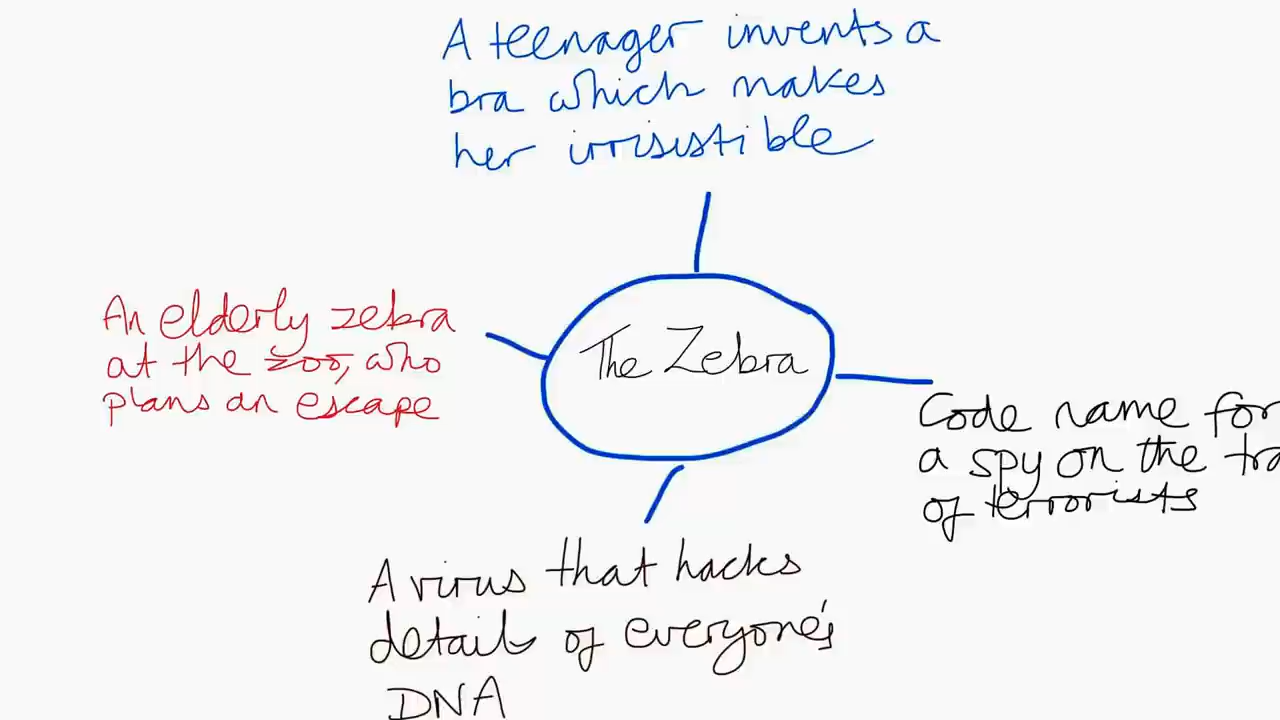 A teenager invents a
bra which makes
her irrisistible
An elderly zebra
at the zoo, who
plans an escape
The Zebra
Code name for
a spy on the
of terrorists
A virus that hacks
details of everyone's
DNA